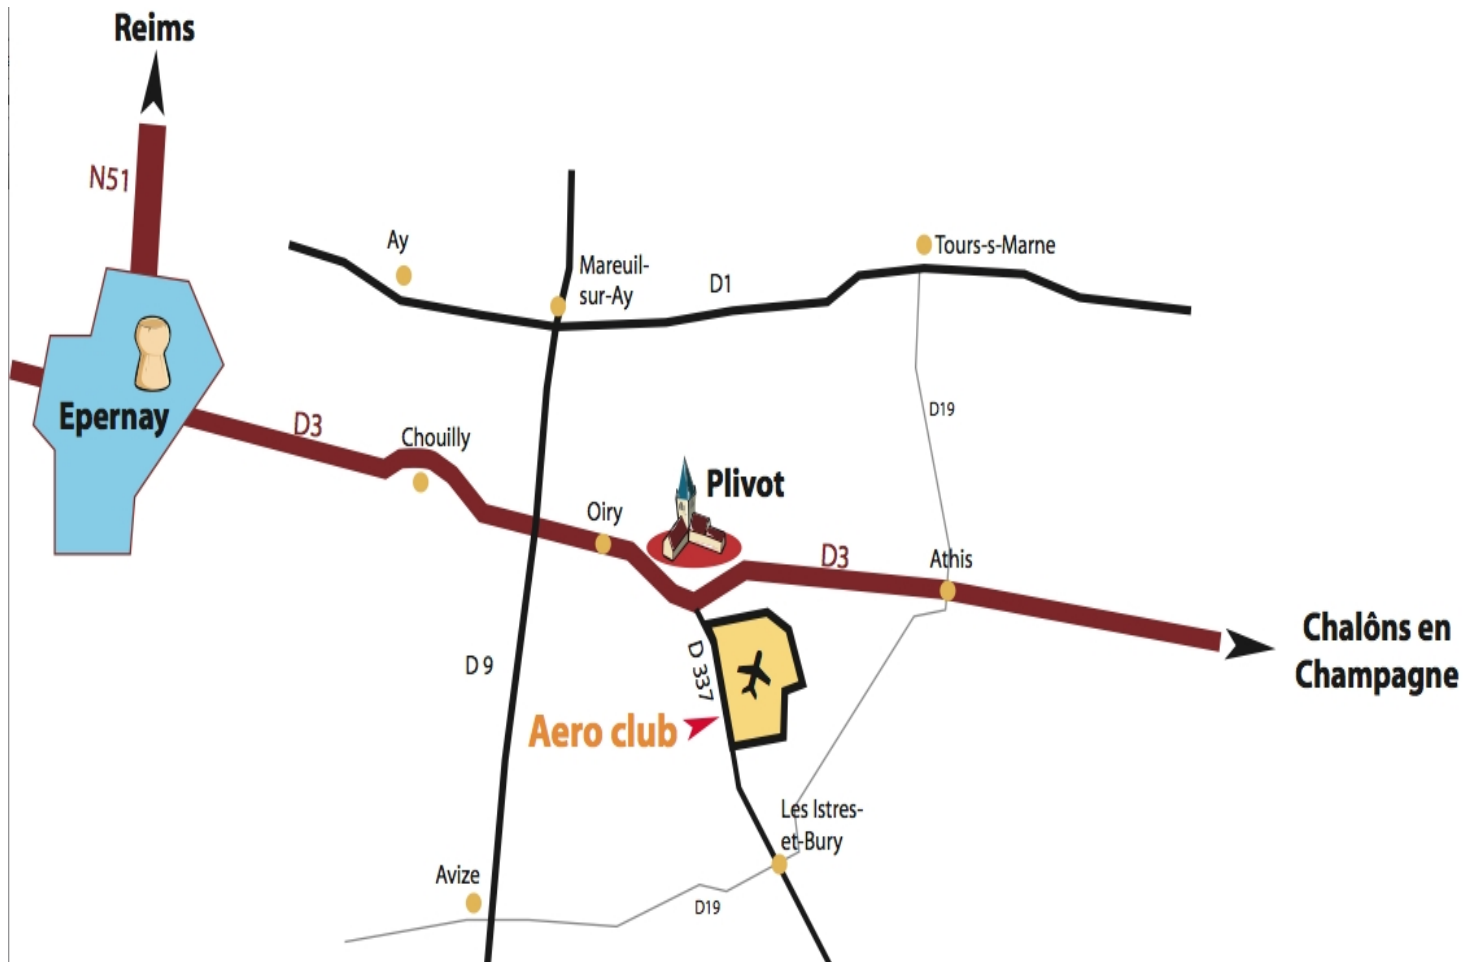 Reims
N51
Ay
Mareuil-
sur-Ay
D1
Tours-s-Marne
Epernay
D3
Chouilly
D19
Oiry
Plivot
D3
Athis
Chalôns en
Champagne
D 9
D 337
Aero club
Les Istres-
et-Bury
Avize
D19